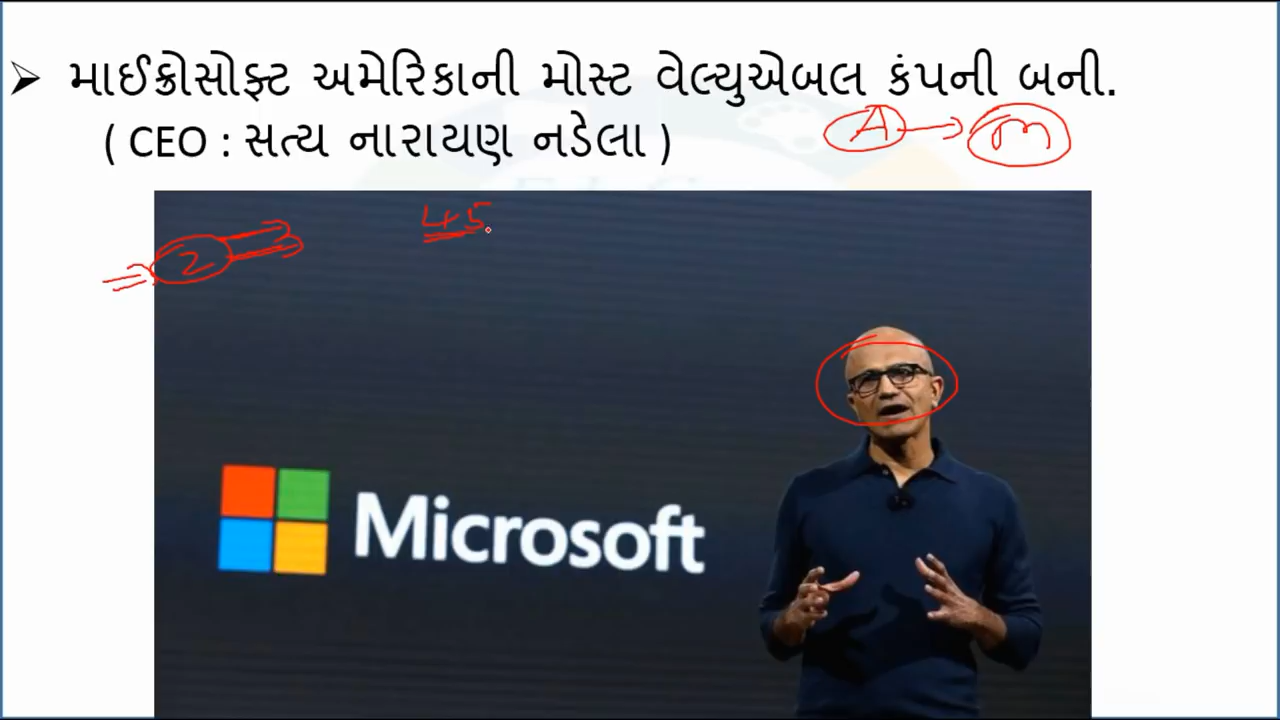 ➢ માઈક્રોસોફ્ટ અમેરિકાની મોસ્ટ વેલ્યુએબલ કંપની બની.
( CEO : સત્ય નારાયણ નડેલા )
A → m
2
45
Microsoft